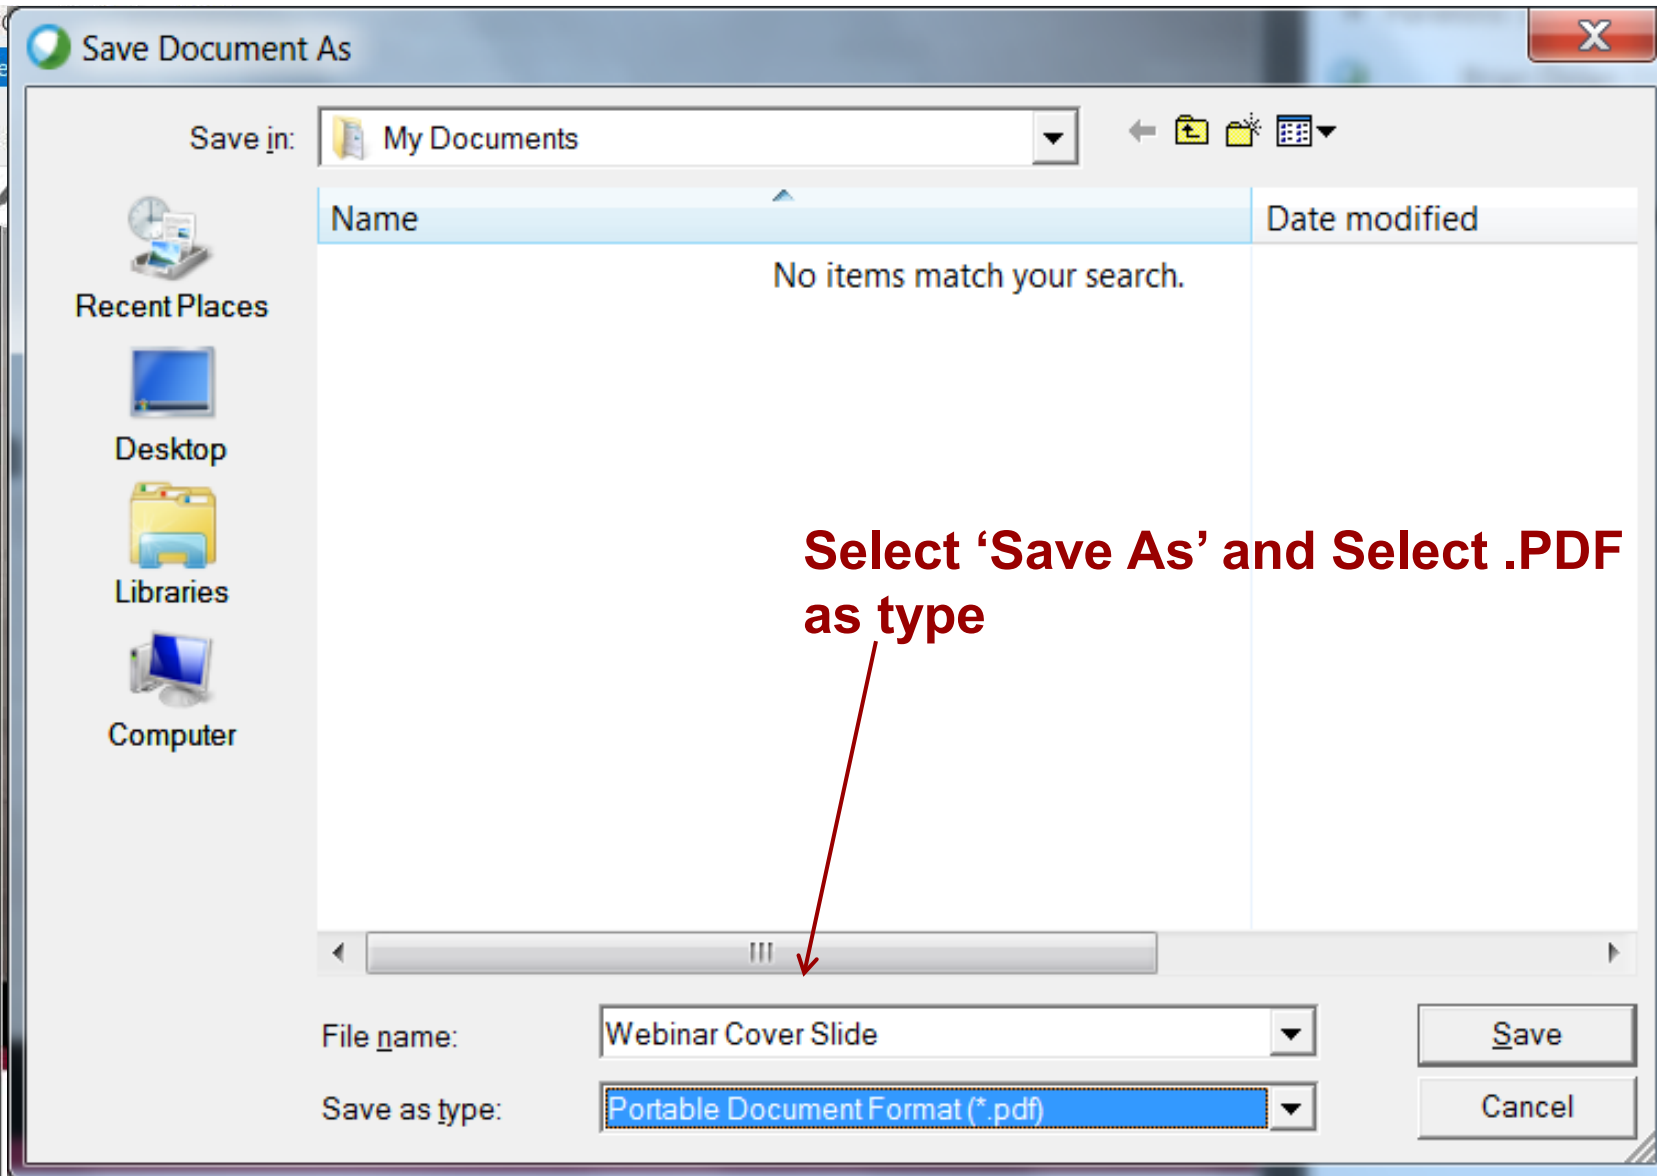 Save Document As
Save in:
My Documents
Name
Date modified
No items match your search.
Recent Places
Desktop
Libraries
Computer
Select ‘Save As’ and Select .PDF
as type
File name:
Webinar Cover Slide
Save
Save as type:
Portable Document Format (*.pdf)
Cancel